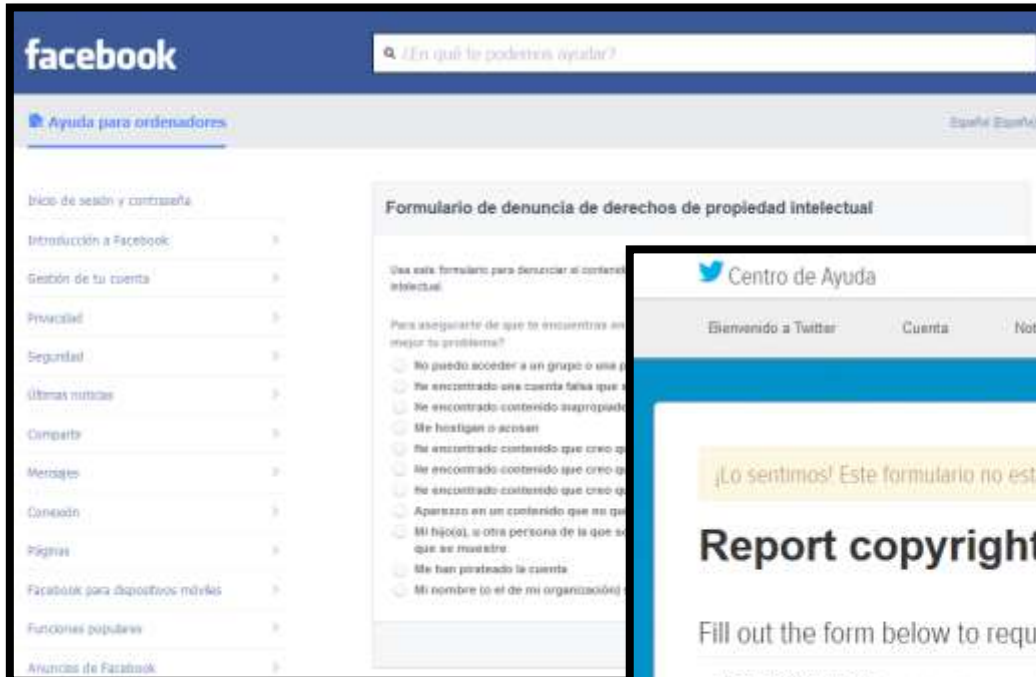 facebook
¿En qué te podemos ayudar?
Ayuda para ordenadores
Español (España)
Inicio de sesión y contraseña
Introducción a Facebook
Gestión de tu cuenta
Privacidad
Seguridad
Últimas noticias
Compartir
Mensajes
Conexión
Páginas
Facebook para dispositivos móviles
Funciones populares
Anuncios de Facebook
Formulario de denuncia de derechos de propiedad intelectual
Usa este formulario para denunciar el contenido
intelectual
Para asegurarte de que te encuentras en
mejor tu problema?
No puedo acceder a un grupo o una p
He encontrado una cuenta falsa que s
He encontrado contenido inapropiado
Me hostigan o acosan
He encontrado contenido que creo q
He encontrado contenido que creo q
He encontrado contenido que creo q
Aparezco en un contenido que no qu
Mi hijo(a), u otra persona de la que so
que se muestre
Me han pirateado la cuenta
Mi nombre (o el de mi organización)
Centro de Ayuda
Bienvenido a Twitter
Cuenta
Not
¡Lo sentimos! Este formulario no est
Report copyright
Fill out the form below to requ